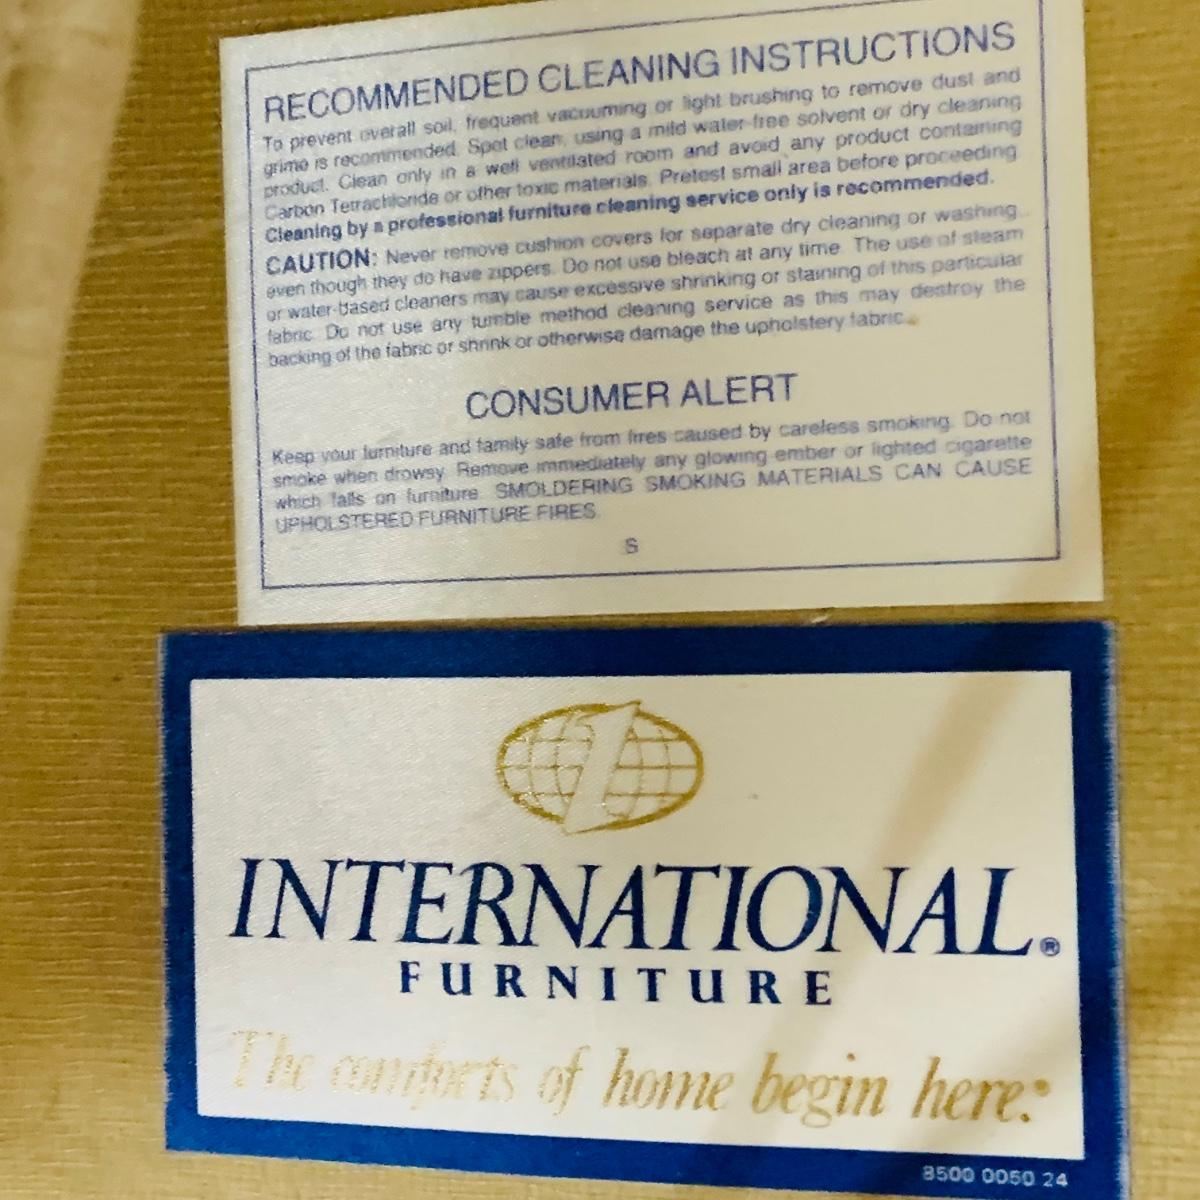 RECOMMENDED CLEANING INSTRUCTIONS
To prevent overall soil, frequent vacuuming or light brushing to remove dust and
grime is recommended. Spot clean, using a mild water-free solvent or dry cleaning
product. Clean only in a well ventilated room and avoid any product containing
Carbon Tetrachloride or other toxic materials. Pretest small area before proceeding.
Cleaning by a professional furniture cleaning service only is recommended.
CAUTION: Never remove cushion covers for separate dry cleaning or washing
even though they do have zippers. Do not use bleach at any time. The use of steam
or water-based cleaners may cause excessive shrinking or staining of this particular
fabric. Do not use any tumble method cleaning service as this may destroy the
backing of the fabric or shrink or otherwise damage the upholstery fabric.
CONSUMER ALERT
Keep your furniture and family safe from fires caused by careless smoking. Do not
smoke when drowsy. Remove immediately any glowing ember or lighted cigarette
which falls on furniture. SMOLDERING SMOKING MATERIALS CAN CAUSE
UPHOLSTERED FURNITURE FIRES.
S
INTERNATIONAL®
FURNITURE
The comforts of home begin here.
8500 0050 24